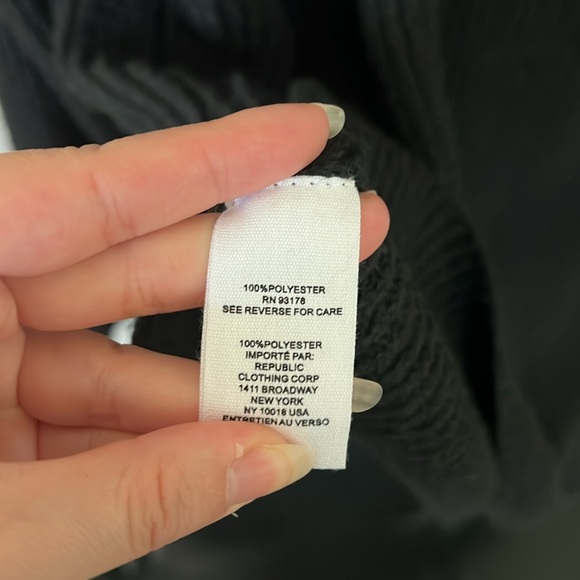 100%POLYESTER
RN 93178
SEE REVERSE FOR CARE
100%POLYESTER
IMPORTÉ PAR:
REPUBLIC
CLOTHING CORP
1411 BROADWAY
NEW YORK
NY 10018 USA
ENTRETIEN AU VERSO